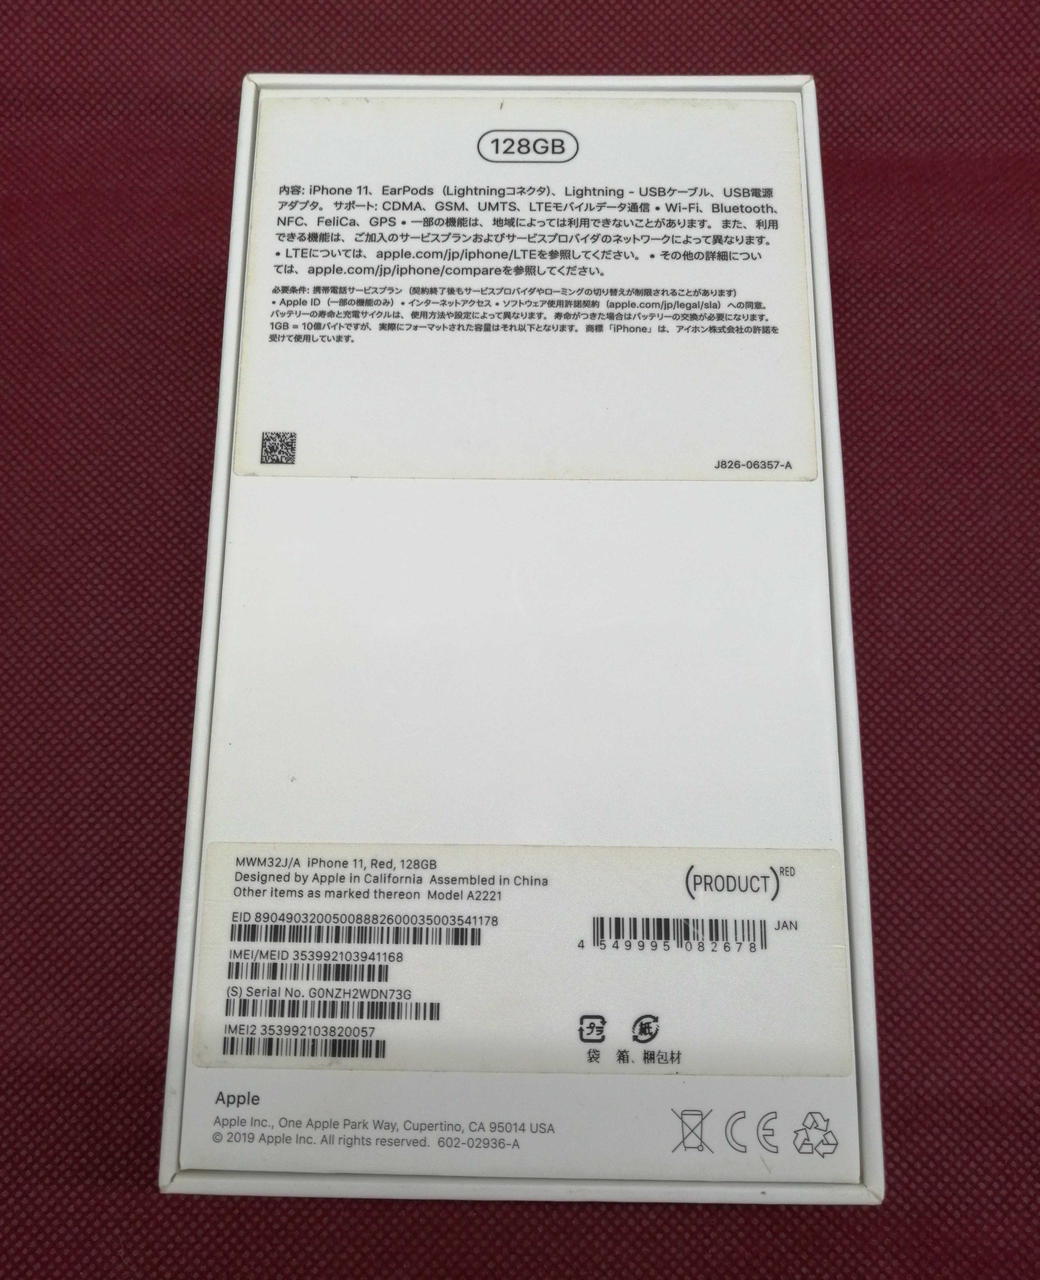 128GB
内容: iPhone 11、EarPods（Lightningコネクタ）、Lightning - USBケーブル、USB電源
アダプタ。 サポート: CDMA、GSM、UMTS、LTEモバイルデータ通信 • Wi-Fi、Bluetooth、
NFC、FeliCa、GPS • 一部の機能は、地域によっては利用できないことがあります。 また、利用
できる機能は、ご加入のサービスプランおよびサービスプロバイダのネットワークによって異なります。
• LTEについては、apple.com/jp/iphone/LTEを参照してください。 • その他の詳細につい
ては、apple.com/jp/iphone/compareを参照してください。
必要条件: 携帯電話サービスプラン（契約終了後もサービスプロバイダやローミングの切り替えが制限されることがあります）
• Apple ID（一部の機能のみ）• インターネットアクセス • ソフトウェア使用許諾契約（apple.com/jp/legal/sla）への同意。
バッテリーの寿命と充電サイクルは、使用方法や設定によって異なります。 寿命がつきた場合はバッテリーの交換が必要になります。
1GB = 10億バイトですが、実際にフォーマットされた容量はそれ以下となります。 商標「iPhone」は、アイホン株式会社の許諾を
受けて使用しています。
J826-06357-A
MWM32J/A iPhone 11, Red, 128GB
Designed by Apple in California Assembled in China
Other items as marked thereon Model A2221
(PRODUCT)RED
EID 89049032005008882600035003541178
JAN
4 549995 082678
IMEI/MEID 353992103941168
(S) Serial No. G0NZH2WDN73G
IMEI2 353992103820057
プラ 紙
袋 箱、梱包材
Apple
Apple Inc., One Apple Park Way, Cupertino, CA 95014 USA
© 2019 Apple Inc. All rights reserved. 602-02936-A
CE